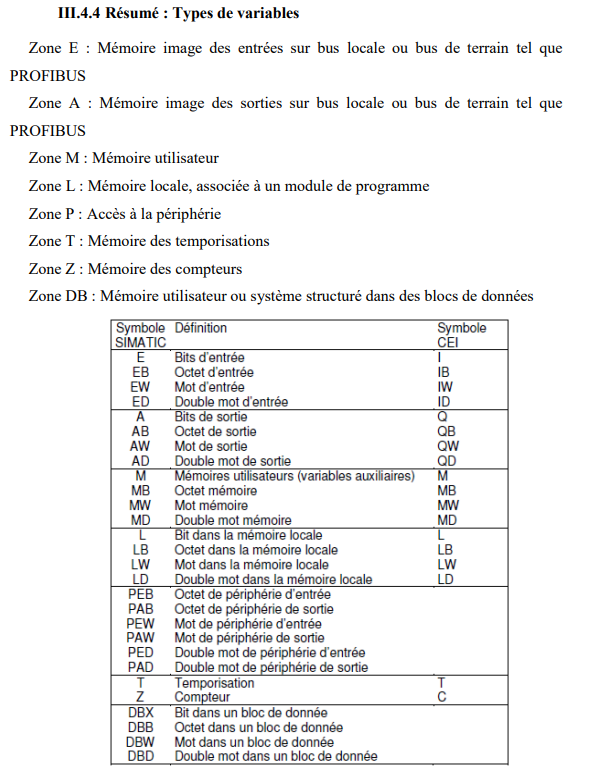 III.4.4 Résumé : Types de variables
Zone E : Mémoire image des entrées sur bus locale ou bus de terrain tel que
PROFIBUS
Zone A : Mémoire image des sorties sur bus locale ou bus de terrain tel que
PROFIBUS
Zone M : Mémoire utilisateur
Zone L : Mémoire locale, associée à un module de programme
Zone P : Accès à la périphérie
Zone T : Mémoire des temporisations
Zone Z : Mémoire des compteurs
Zone DB : Mémoire utilisateur ou système structuré dans des blocs de données
Symbole Définition Symbole
SIMATIC CEI
E Bits d'entrée I
EB Octet d'entrée IB
EW Mot d'entrée IW
ED Double mot d'entrée ID
A Bits de sortie Q
AB Octet de sortie QB
AW Mot de sortie QW
AD Double mot de sortie QD
M Mémoires utilisateurs (variables auxiliaires) M
MB Octet mémoire MB
MW Mot mémoire MW
MD Double mot mémoire MD
L Bit dans la mémoire locale L
LB Octet dans la mémoire locale LB
LW Mot dans la mémoire locale LW
LD Double mot dans la mémoire locale LD
PEB Octet de périphérie d'entrée
PAB Octet de périphérie de sortie
PEW Mot de périphérie d'entrée
PAW Mot de périphérie de sortie
PED Double mot de périphérie d'entrée
PAD Double mot de périphérie de sortie
T Temporisation T
Z Compteur C
DBX Bit dans un bloc de donnée
DBB Octet dans un bloc de donnée
DBW Mot dans un bloc de donnée
DBD Double mot dans un bloc de donnée